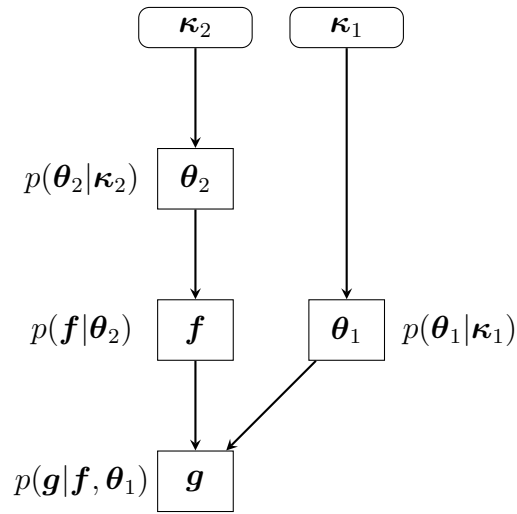 κ₂ κ₁
p(θ₂|κ₂) θ₂
p(f|θ₂) f θ₁ p(θ₁|κ₁)
p(g|f, θ₁) g